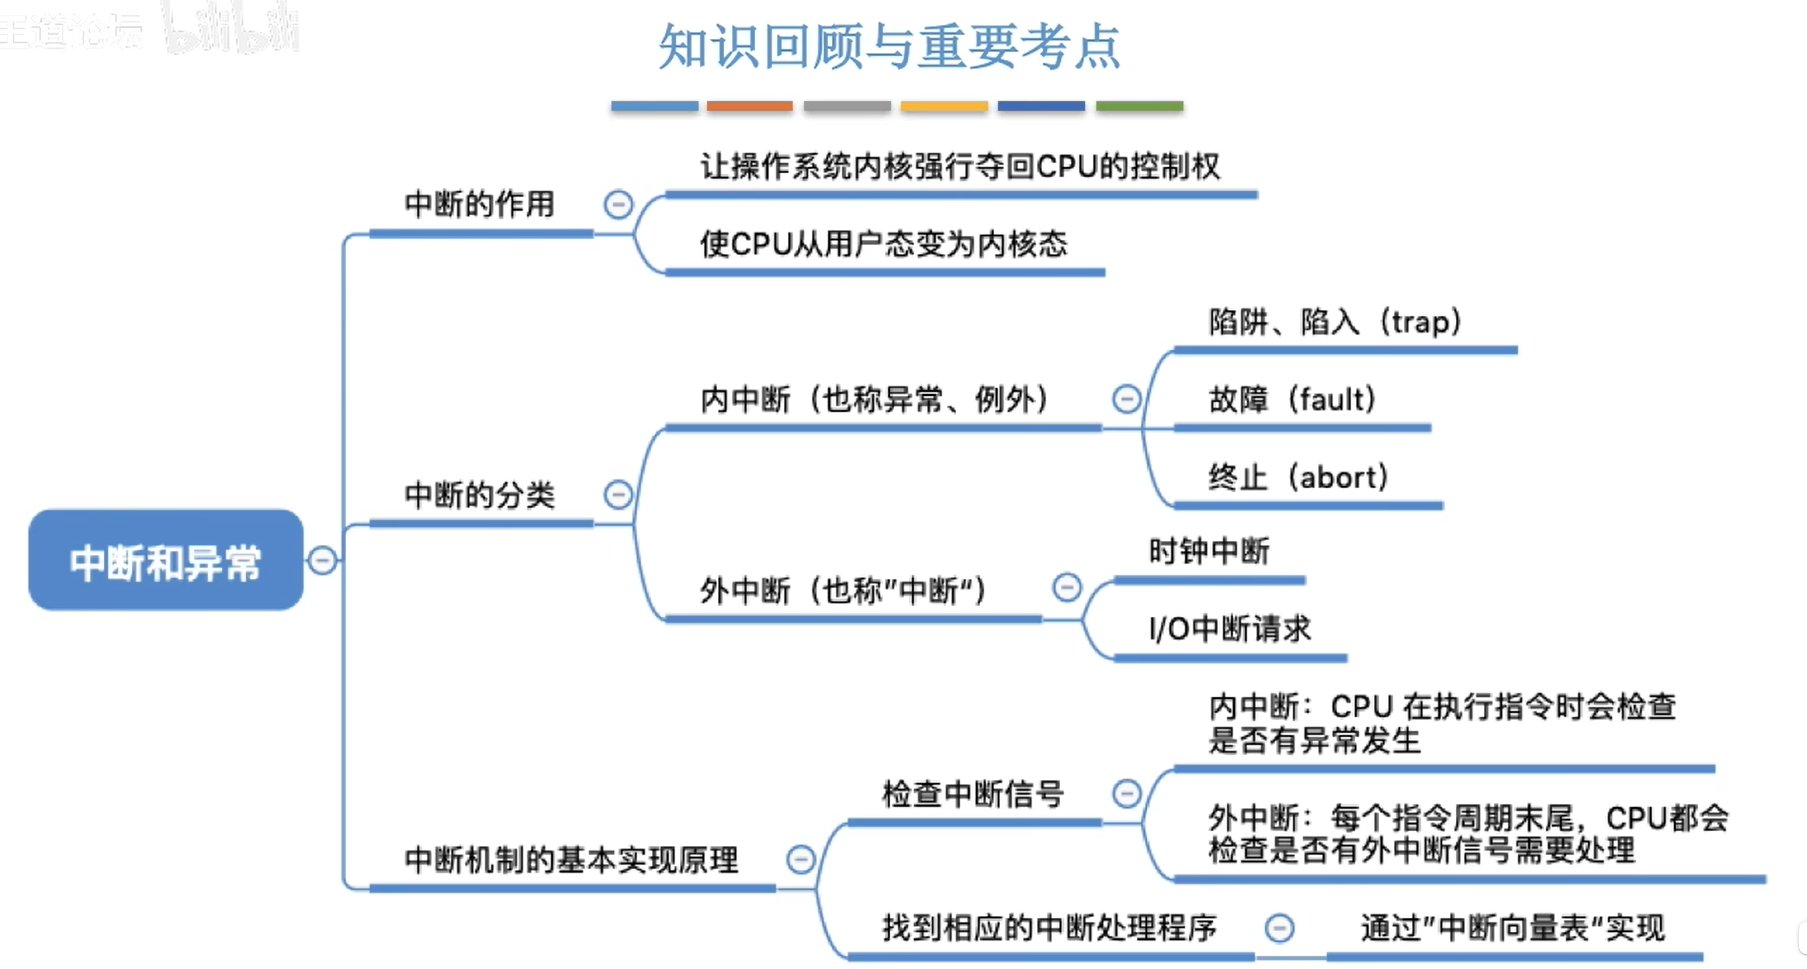 王道论坛 bilibili
知识回顾与重要考点
让操作系统内核强行夺回CPU的控制权
中断的作用
使CPU从用户态变为内核态
陷阱、陷入（trap）
内中断（也称异常、例外）
故障（fault）
终止（abort）
中断的分类
时钟中断
外中断（也称”中断“）
I/O中断请求
中断和异常
内中断：CPU 在执行指令时会检查
是否有异常发生
检查中断信号
外中断：每个指令周期末尾，CPU都会
检查是否有外中断信号需要处理
中断机制的基本实现原理
找到相应的中断处理程序
通过”中断向量表“实现